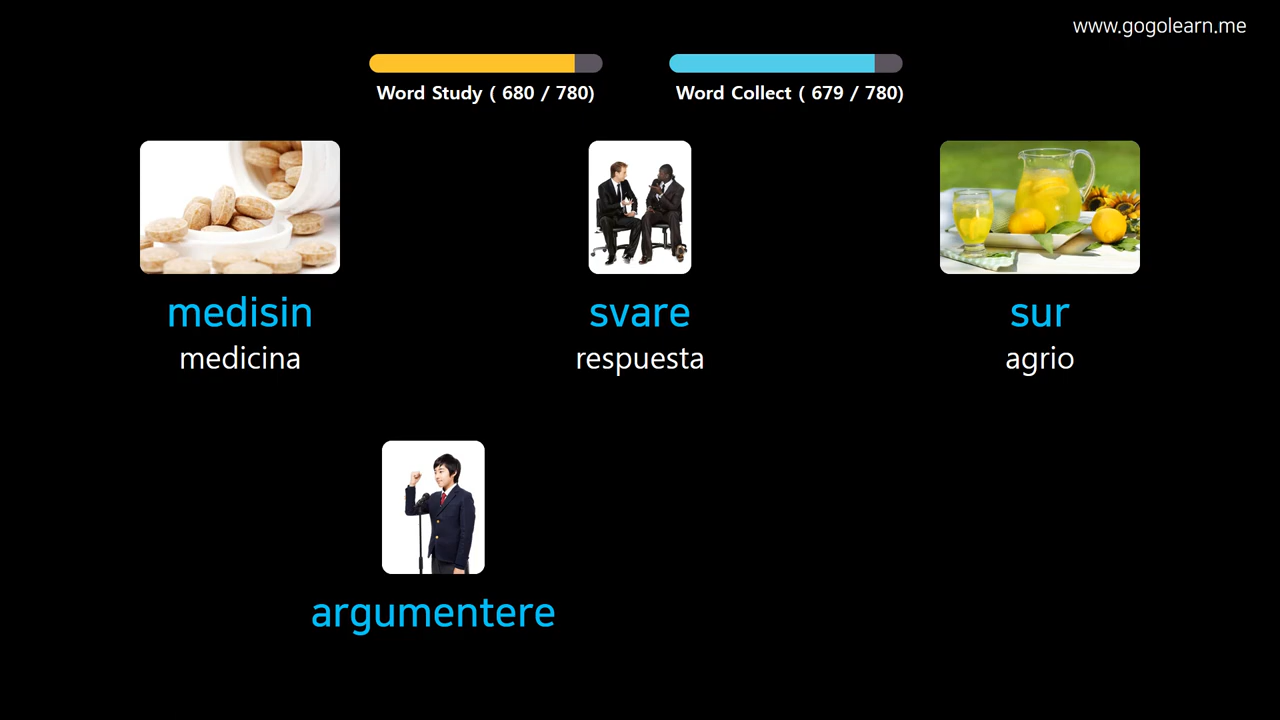 www.gogolearn.me
Word Study ( 680 / 780)
Word Collect ( 679 / 780)
medisin
medicina
svare
respuesta
sur
agrio
argumentere